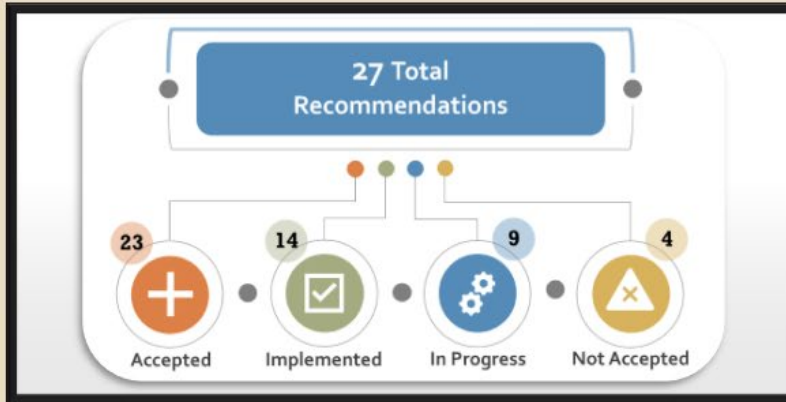 27 Total
Recommendations
23
14
9
4
Accepted
Implemented
In Progress
Not Accepted